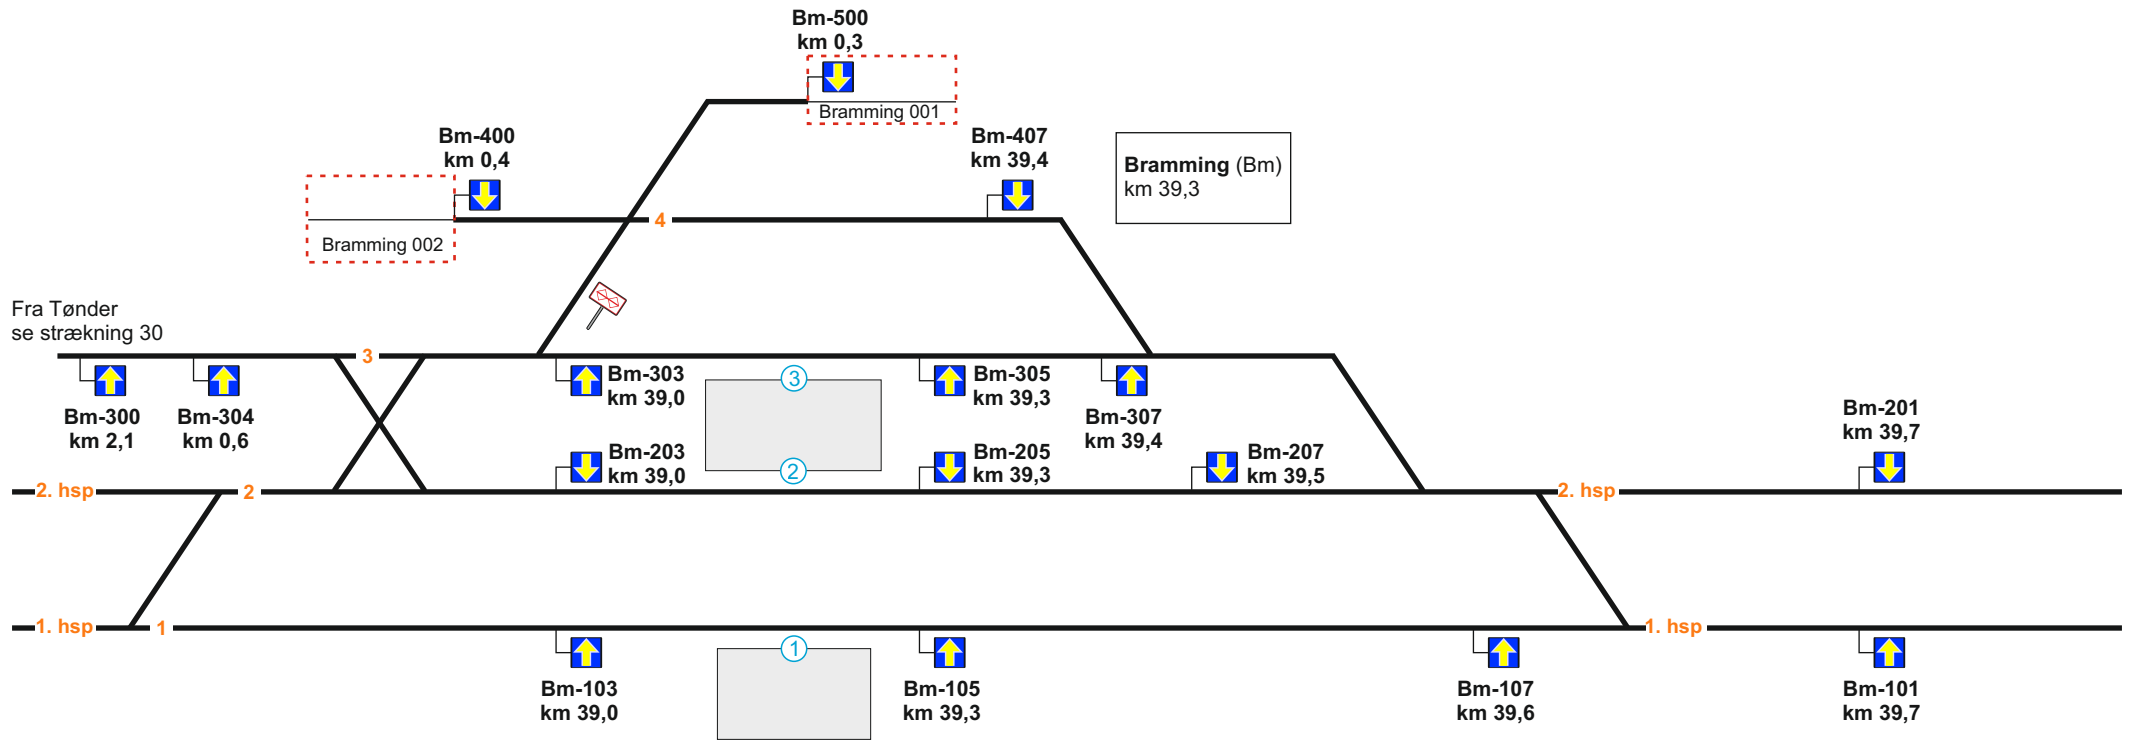 Bm-500
km 0,3
Bramming 001
Bm-400
km 0,4
Bm-407
km 39,4
Bramming (Bm)
km 39,3
4
Bramming 002
Fra Tønder
se strækning 30
3
Bm-300
km 2,1
Bm-304
km 0,6
Bm-303
km 39,0
3
Bm-305
km 39,3
Bm-307
km 39,4
Bm-201
km 39,7
Bm-203
km 39,0
2
Bm-205
km 39,3
Bm-207
km 39,5
2. hsp
2
2. hsp
1. hsp
1
1. hsp
1
Bm-103
km 39,0
Bm-105
km 39,3
Bm-107
km 39,6
Bm-101
km 39,7